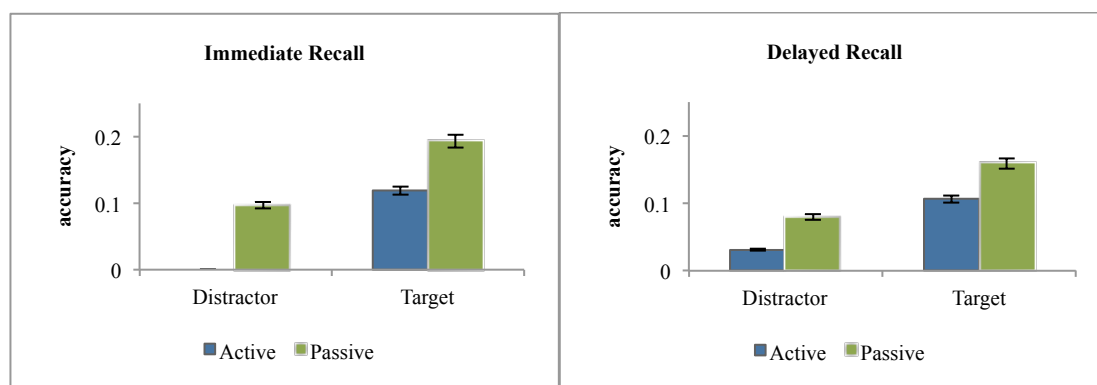 Immediate Recall
accuracy
0.2
0.1
0
Distractor Target
Active Passive
Delayed Recall
accuracy
0.2
0.1
0
Distractor Target
Active Passive